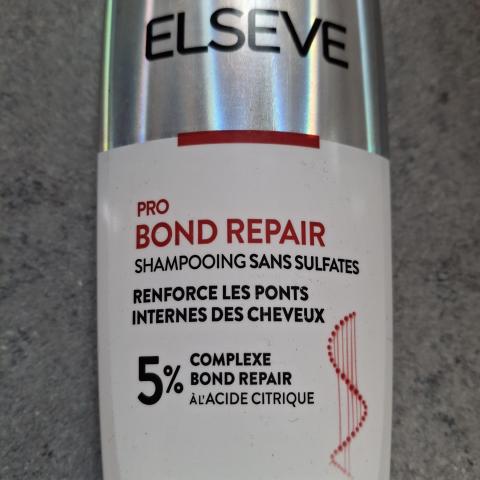 ELSEVE
PRO
BOND REPAIR
SHAMPOOING SANS SULFATES
RENFORCE LES PONTS
INTERNES DES CHEVEUX
5% COMPLEXE
BOND REPAIR
À L'ACIDE CITRIQUE